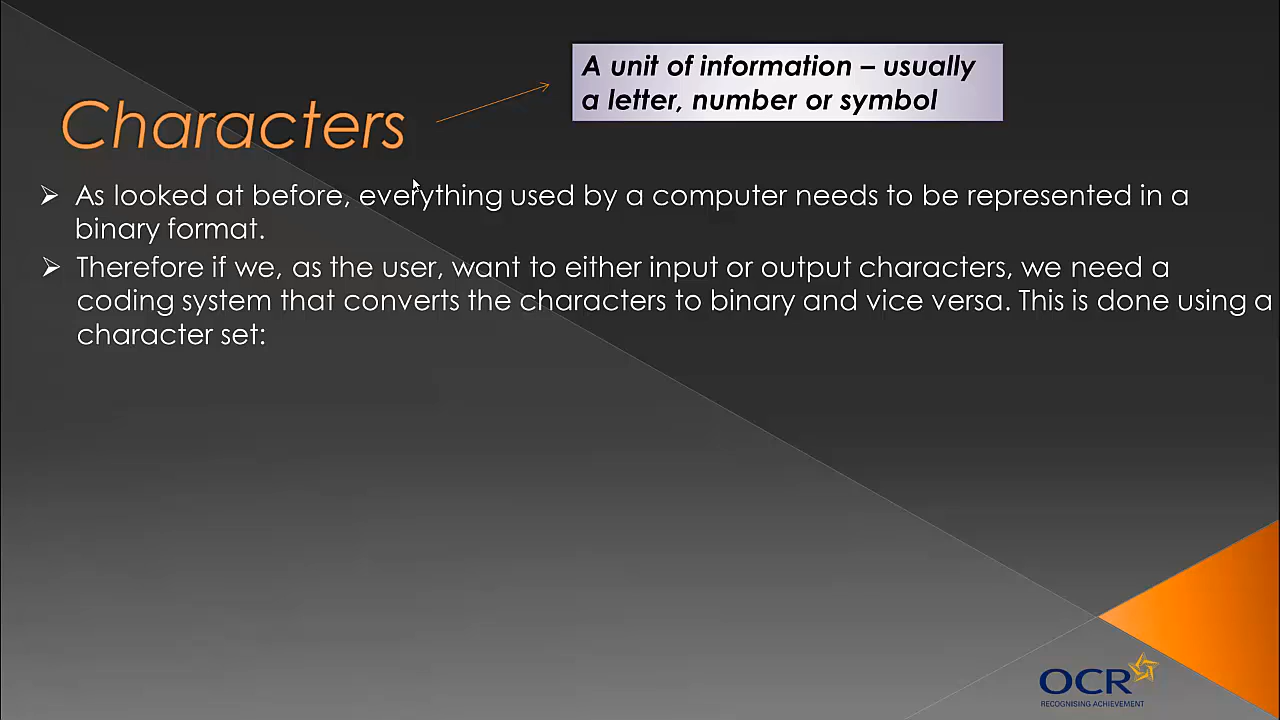 A unit of information – usually
a letter, number or symbol
Characters
As looked at before, everything used by a computer needs to be represented in a
binary format.
Therefore if we, as the user, want to either input or output characters, we need a
coding system that converts the characters to binary and vice versa. This is done using a
character set:
OCR
RECOGNISING ACHIEVEMENT